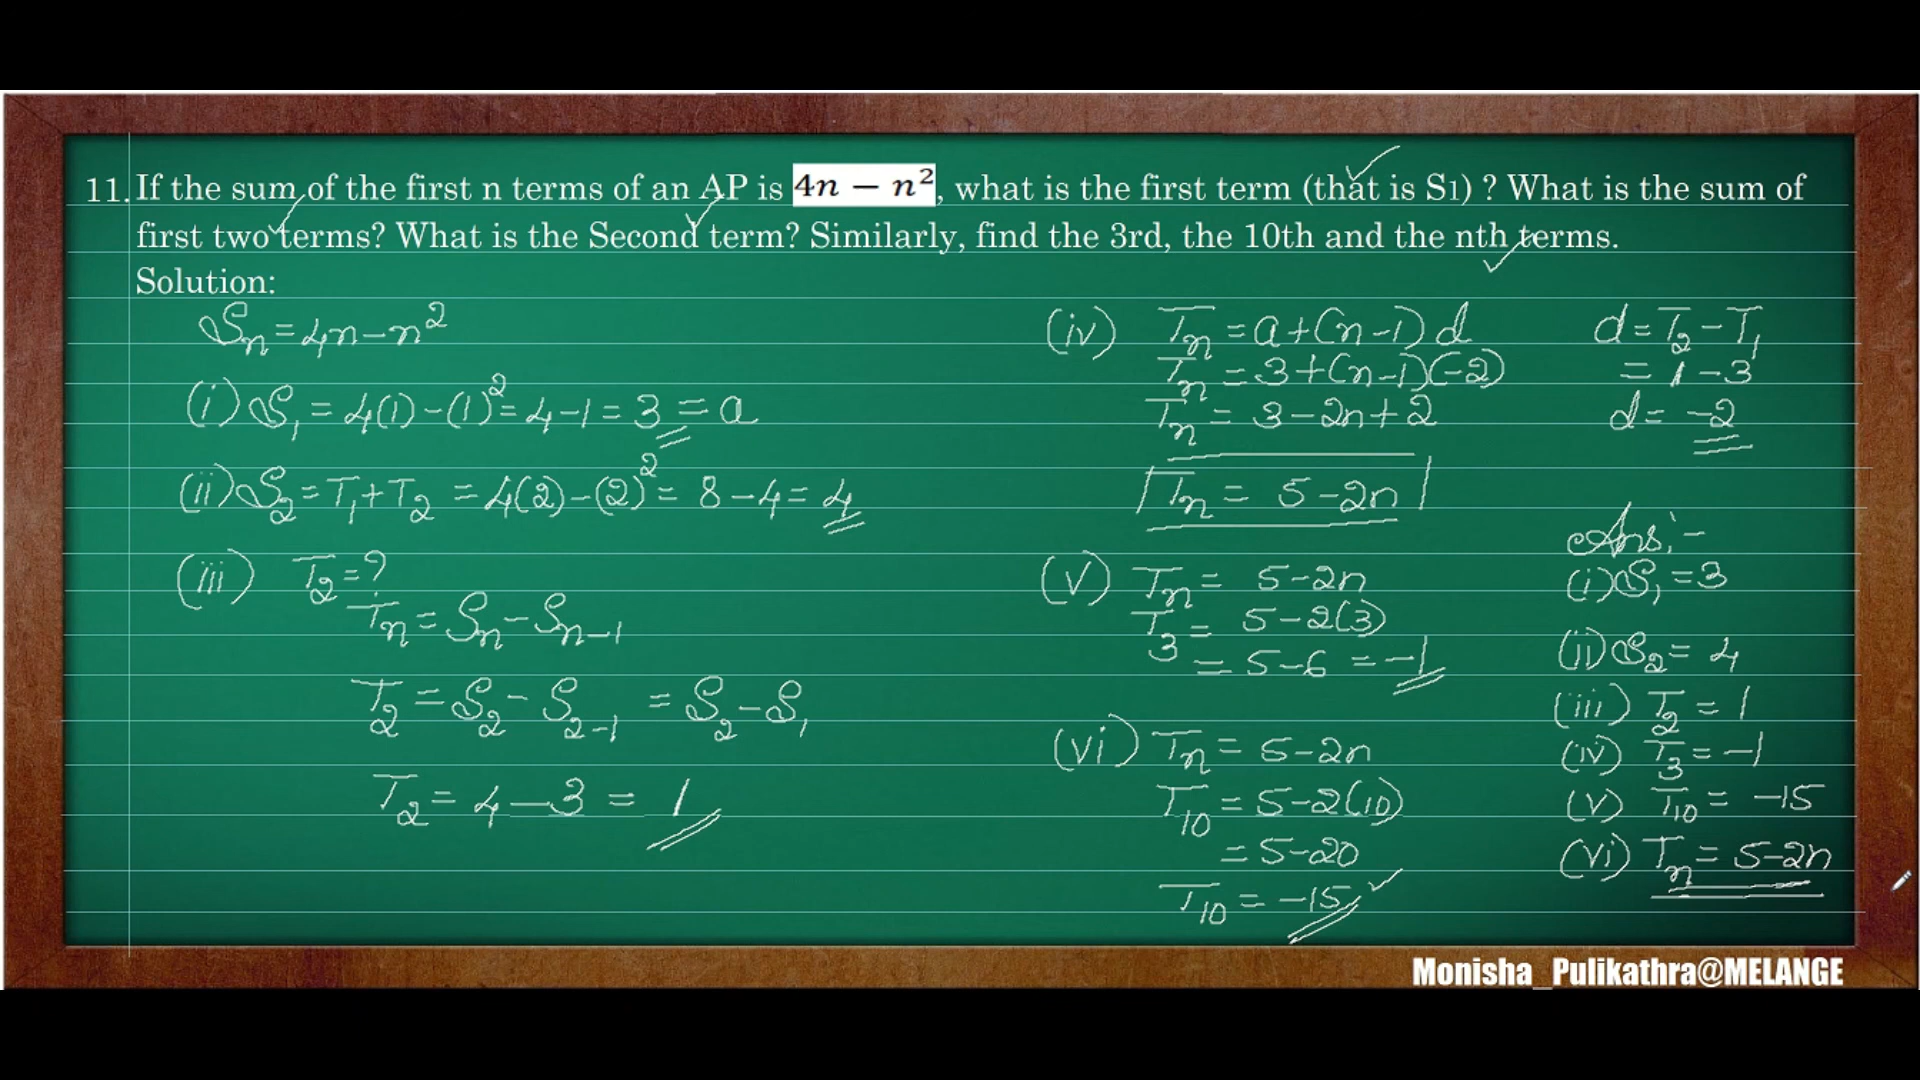 11. If the sum of the first n terms of an AP is 4n − n², what is the first term (that is S1) ? What is the sum of
first two terms? What is the Second term? Similarly, find the 3rd, the 10th and the nth terms.
Solution:
Sₙ = 4n − n²
(i) S₁ = 4(1) − (1)² = 4 − 1 = 3 = a
(ii) S₂ = T₁ + T₂ = 4(2) − (2)² = 8 − 4 = 4
(iii) T₂ = ?
Tₙ = Sₙ − Sₙ₋₁
T₂ = S₂ − S₂₋₁ = S₂ − S₁
T₂ = 4 − 3 = 1
(iv) Tₙ = a + (n − 1) d
Tₙ = 3 + (n − 1)(−2)
Tₙ = 3 − 2n + 2
Tₙ = 5 − 2n
d = T₂ − T₁
= 1 − 3
d = −2
(v) Tₙ = 5 − 2n
T₃ = 5 − 2(3)
= 5 − 6 = −1
(vi) Tₙ = 5 − 2n
T₁₀ = 5 − 2(10)
= 5 − 20
T₁₀ = −15
Ans:-
(i) S₁ = 3
(ii) S₂ = 4
(iii) T₂ = 1
(iv) T₃ = −1
(v) T₁₀ = −15
(vi) Tₙ = 5 − 2n
Monisha_Pulikathra@MELANGE